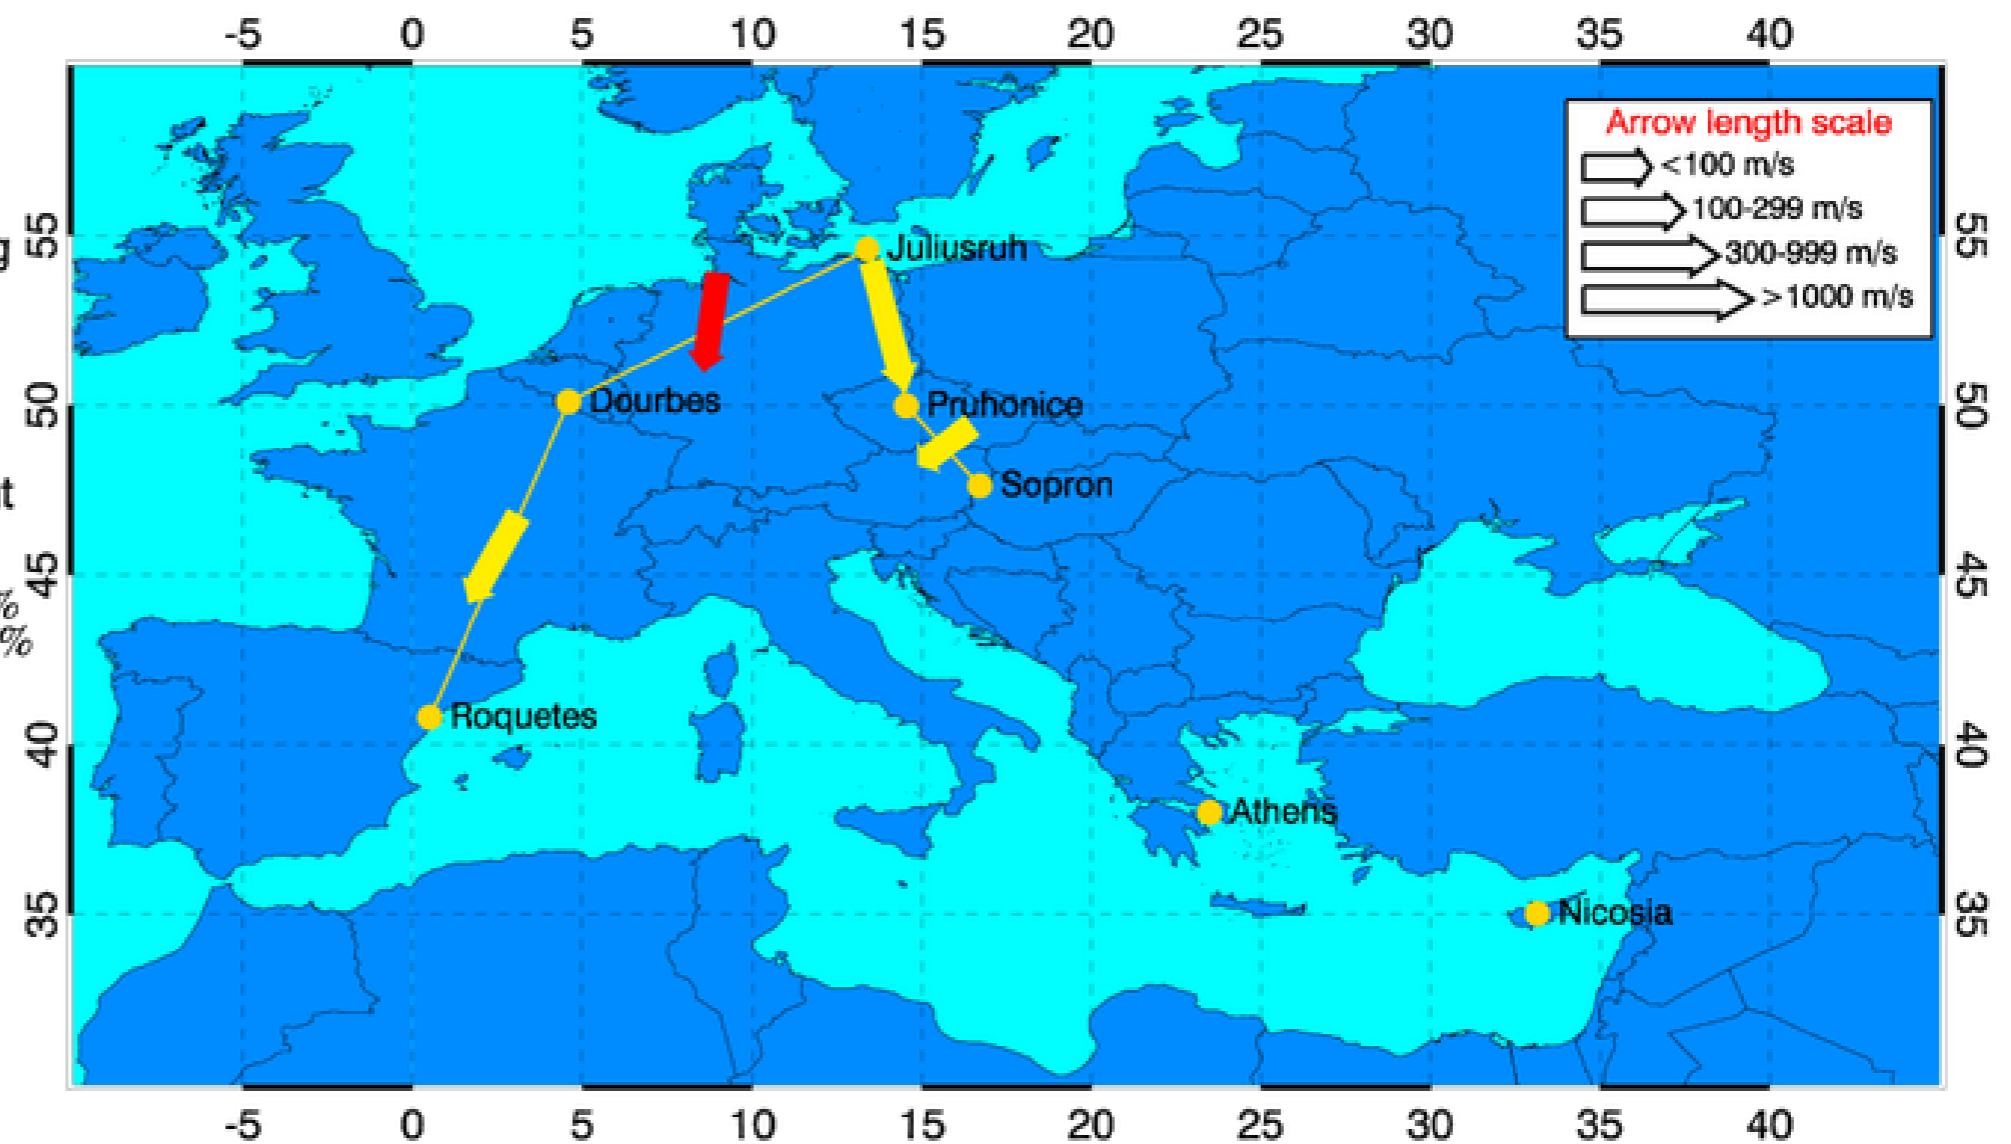 -5 0 5 10 15 20 25 30 35 40
Arrow length scale
<100 m/s
100-299 m/s
300-999 m/s
>1000 m/s
55 55
g
Juliusruh
50 50
Dourbes
Pruhonice
Sopron
t
45 45
%
%
Roquetes
40 40
Athens
35 35
Nicosia
-5 0 5 10 15 20 25 30 35 40